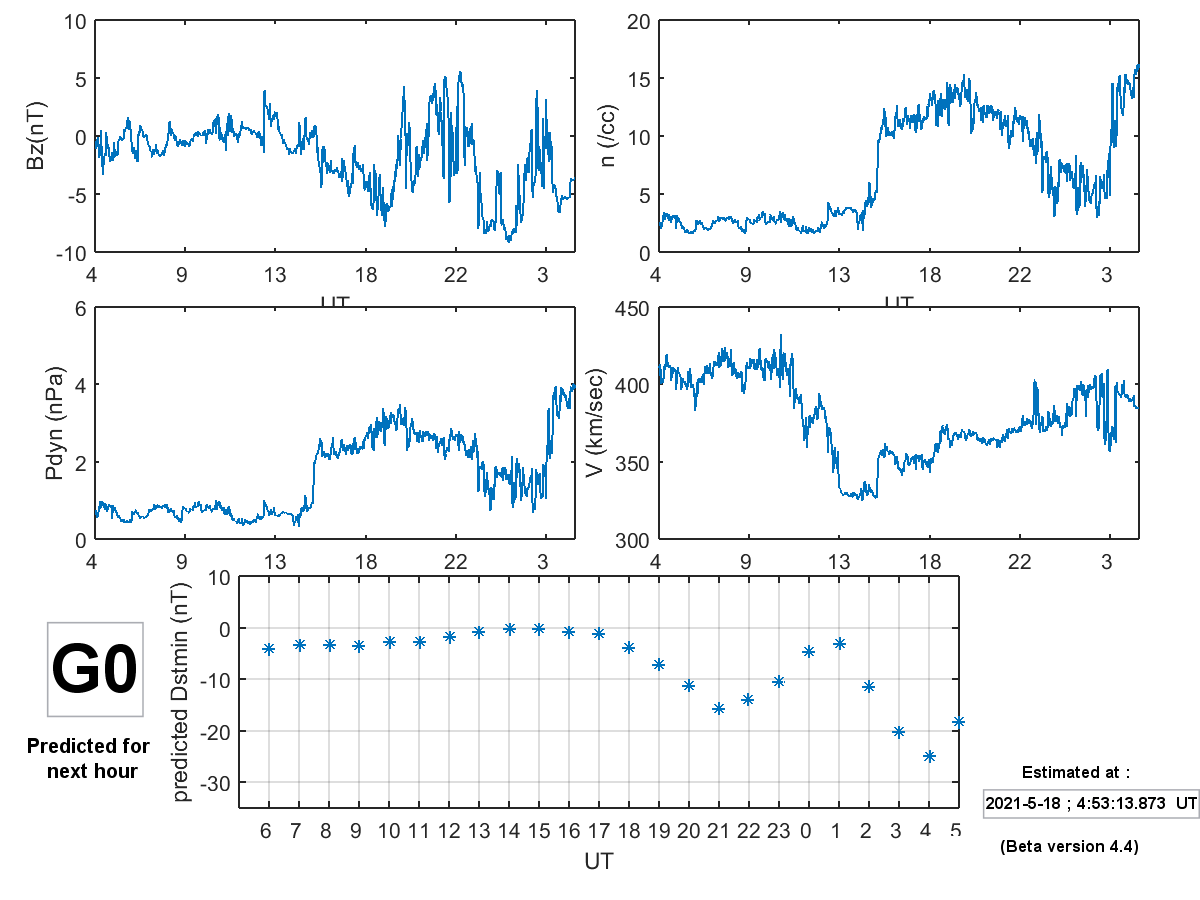 10
5
0
-5
-10
Bz(nT)
4 9 13 18 22 3
UT
20
15
10
5
0
n (/cc)
4 9 13 18 22 3
UT
6
4
2
0
Pdyn (nPa)
4 9 13 18 22 3
450
400
350
300
V (km/sec)
4 9 13 18 22 3
10
0
-10
-20
-30
predicted Dstmin (nT)
6 7 8 9 10 11 12 13 14 15 16 17 18 19 20 21 22 23 0 1 2 3 4 5
UT
G0
Predicted for
next hour
Estimated at :
2021-5-18 ; 4:53:13.873 UT
(Beta version 4.4)